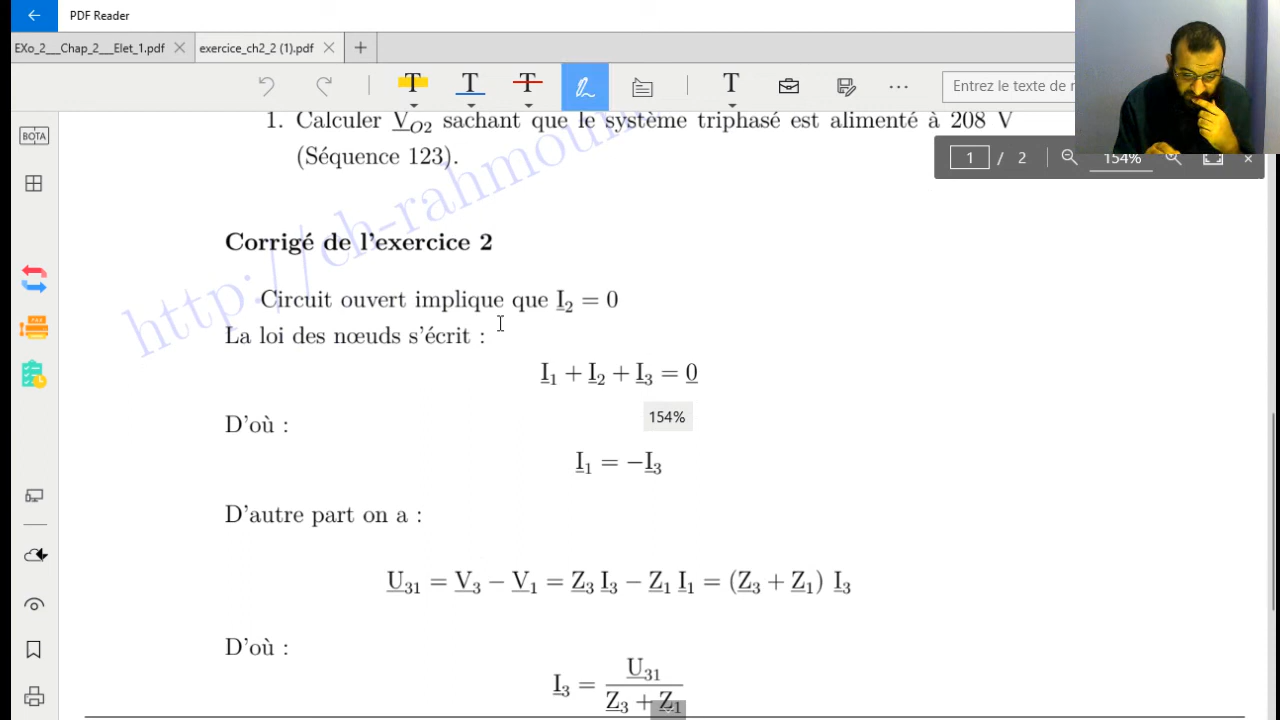 PDF Reader
EXo_2___Chap_2___Elet_1.pdf
exercice_ch2_2 (1).pdf
Entrez le texte de r
1 / 2
154%
1. Calculer V_O2 sachant que le système triphasé est alimenté à 208 V
(Séquence 123).
http://ch-rahmoun
Corrigé de l'exercice 2
Circuit ouvert implique que I_2 = 0
La loi des nœuds s'écrit :
I_1 + I_2 + I_3 = 0
154%
D'où :
I_1 = −I_3
D'autre part on a :
U_31 = V_3 − V_1 = Z_3 I_3 − Z_1 I_1 = (Z_3 + Z_1) I_3
D'où :
I_3 = U_31 / (Z_3 + Z_1)
BOTA